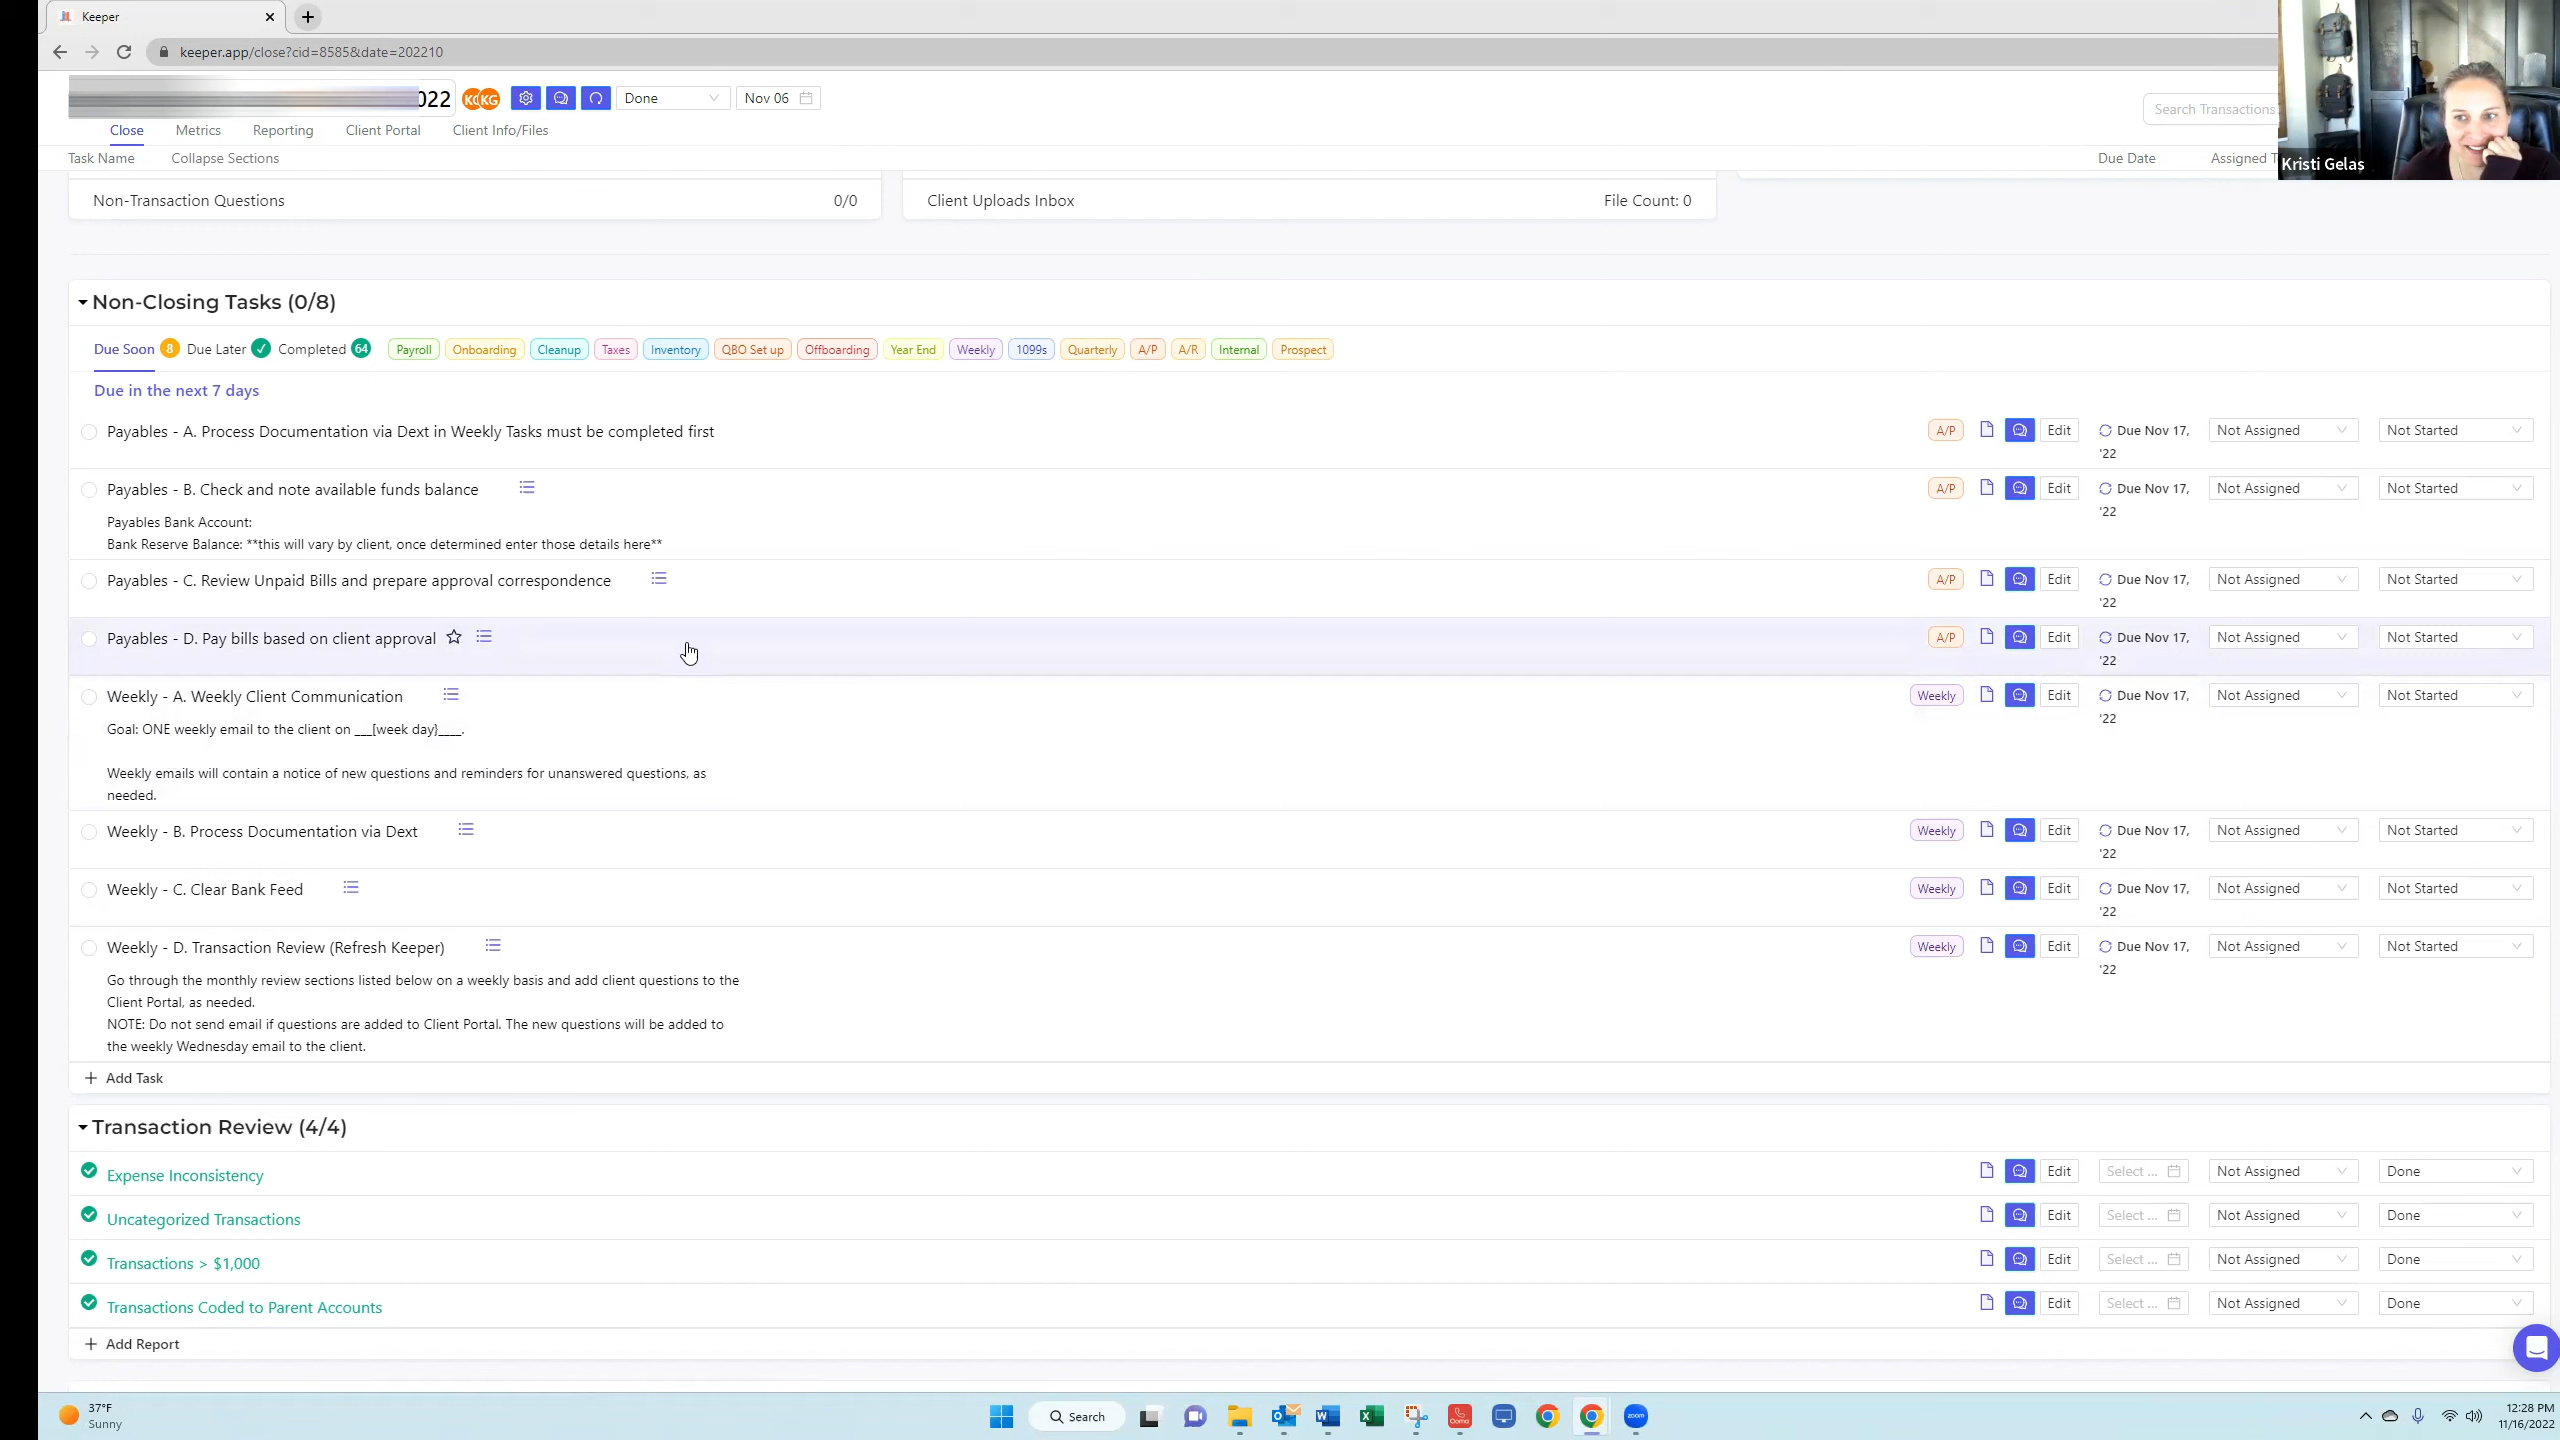 Keeper
keeper.app/close?cid=8585&date=202210
022 KG Done Nov 06
Search Transactions
Close Metrics Reporting Client Portal Client Info/Files
Task Name Collapse Sections Due Date Assigned T
Kristi Gelas
Non-Transaction Questions 0/0 Client Uploads Inbox File Count: 0
Non-Closing Tasks (0/8)
Due Soon 8 Due Later Completed 64 Payroll Onboarding Cleanup Taxes Inventory QBO Set up Offboarding Year End Weekly 1099s Quarterly A/P A/R Internal Prospect
Due in the next 7 days
Payables - A. Process Documentation via Dext in Weekly Tasks must be completed first A/P Edit Due Nov 17, Not Assigned Not Started
'22
Payables - B. Check and note available funds balance A/P Edit Due Nov 17, Not Assigned Not Started
'22
Payables Bank Account:
Bank Reserve Balance: **this will vary by client, once determined enter those details here**
Payables - C. Review Unpaid Bills and prepare approval correspondence A/P Edit Due Nov 17, Not Assigned Not Started
'22
Payables - D. Pay bills based on client approval A/P Edit Due Nov 17, Not Assigned Not Started
'22
Weekly - A. Weekly Client Communication Weekly Edit Due Nov 17, Not Assigned Not Started
'22
Goal: ONE weekly email to the client on ___[week day}____.
Weekly emails will contain a notice of new questions and reminders for unanswered questions, as
needed.
Weekly - B. Process Documentation via Dext Weekly Edit Due Nov 17, Not Assigned Not Started
'22
Weekly - C. Clear Bank Feed Weekly Edit Due Nov 17, Not Assigned Not Started
'22
Weekly - D. Transaction Review (Refresh Keeper) Weekly Edit Due Nov 17, Not Assigned Not Started
'22
Go through the monthly review sections listed below on a weekly basis and add client questions to the
Client Portal, as needed.
NOTE: Do not send email if questions are added to Client Portal. The new questions will be added to
the weekly Wednesday email to the client.
+ Add Task
Transaction Review (4/4)
Expense Inconsistency Edit Select ... Not Assigned Done
Uncategorized Transactions Edit Select ... Not Assigned Done
Transactions > $1,000 Edit Select ... Not Assigned Done
Transactions Coded to Parent Accounts Edit Select ... Not Assigned Done
+ Add Report
37°F
Sunny
Search
Ooma
zoom
12:28 PM
11/16/2022